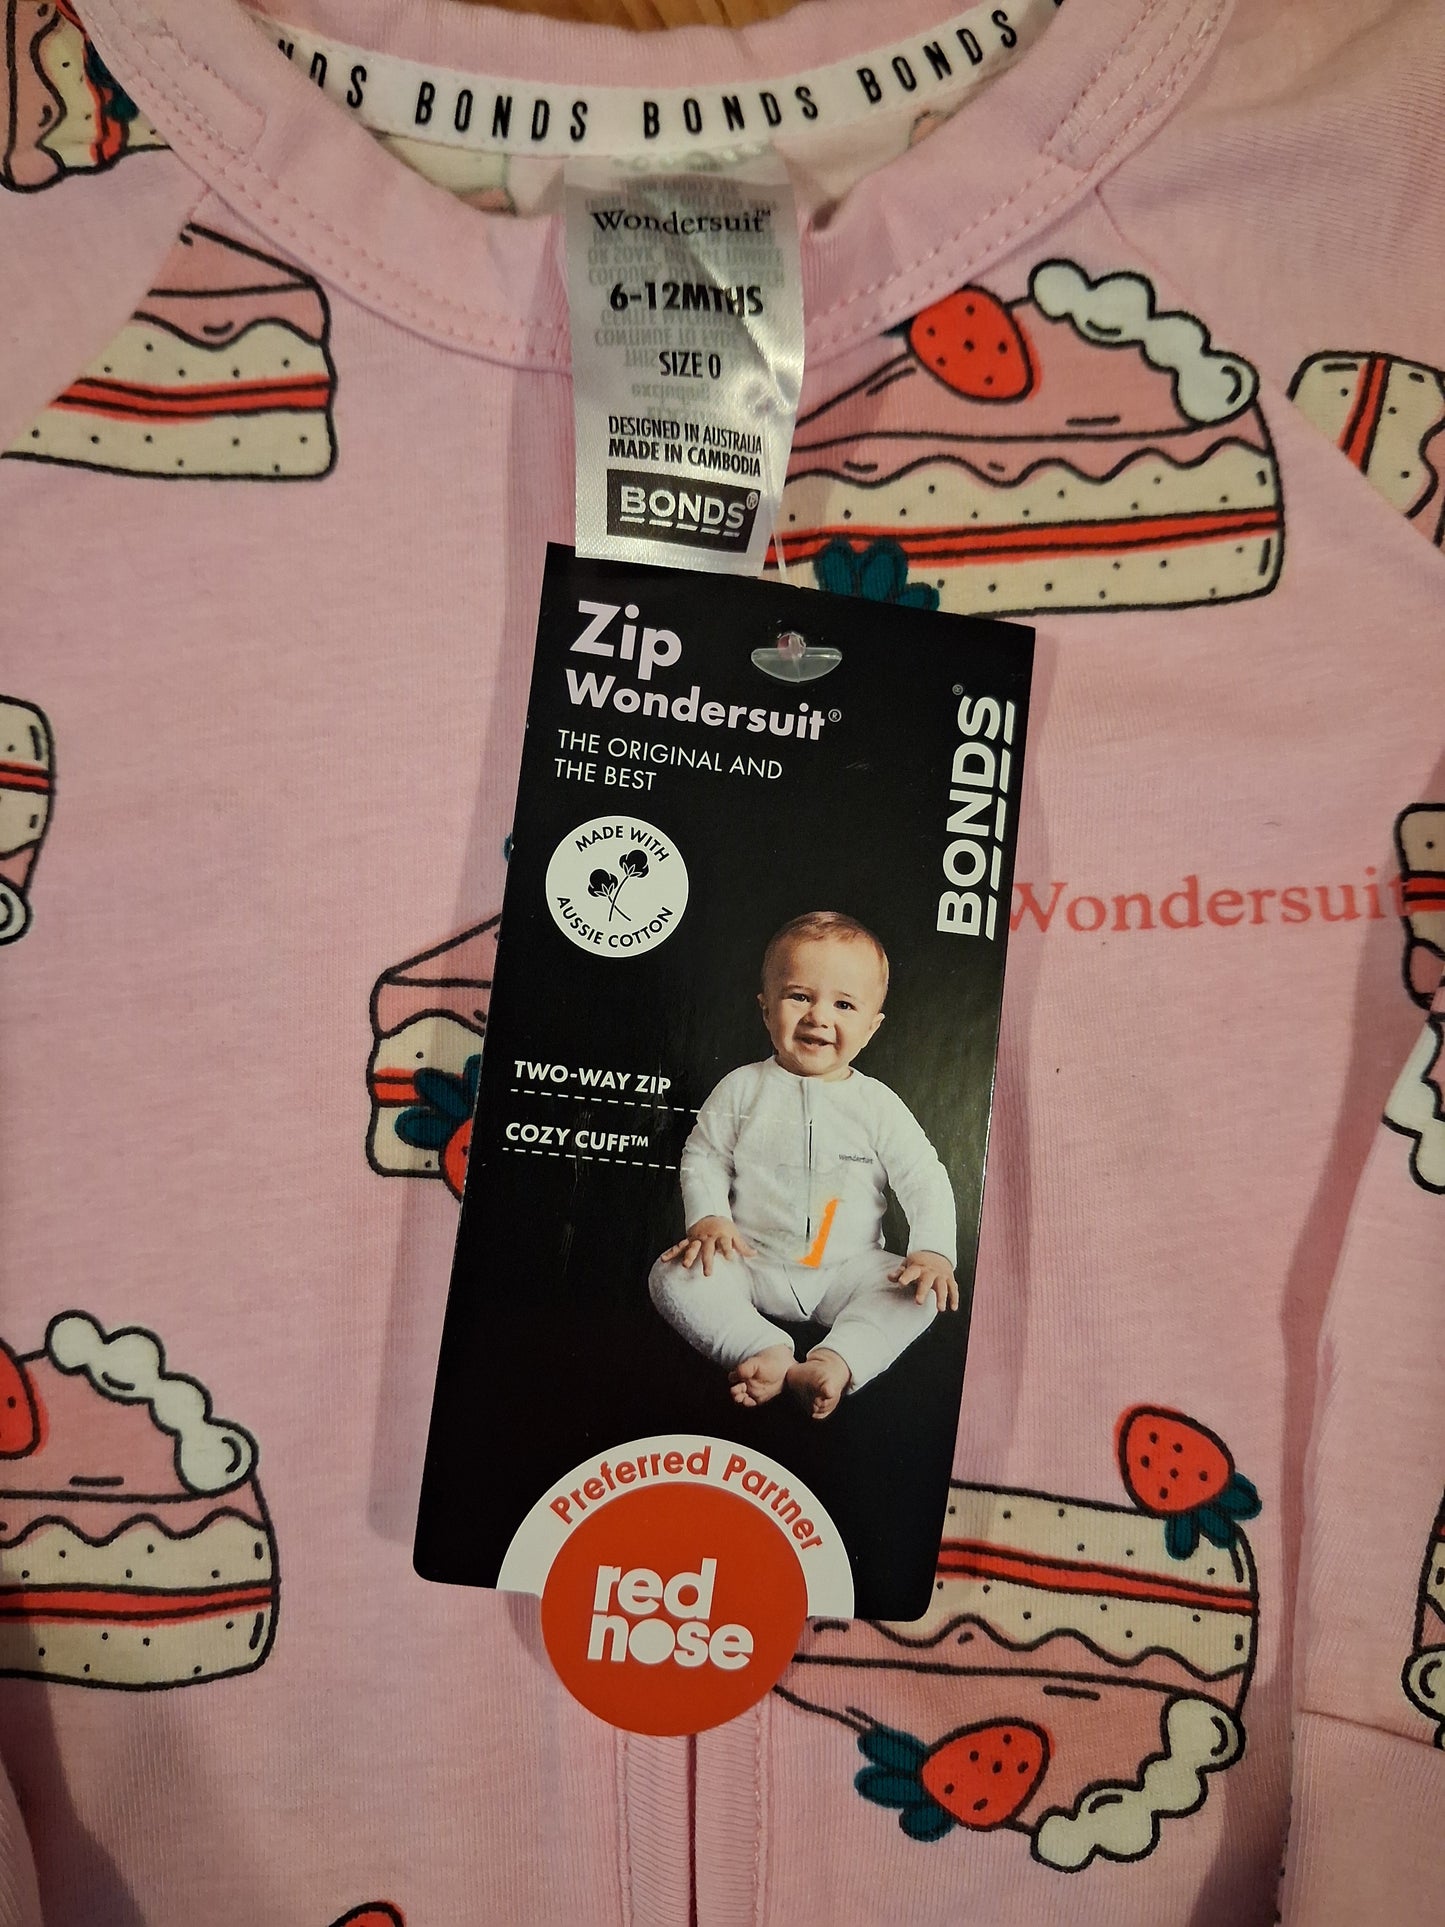 BONDS BONDS BONDS
Wondersuit™
6-12MTHS
SIZE 0
DESIGNED IN AUSTRALIA
MADE IN CAMBODIA
BONDS®
Zip
Wondersuit®
THE ORIGINAL AND
THE BEST
BONDS®
MADE WITH
AUSSIE COTTON
Wondersuit
TWO-WAY ZIP
COZY CUFF™
Wondersuit
Preferred Partner
red
nose